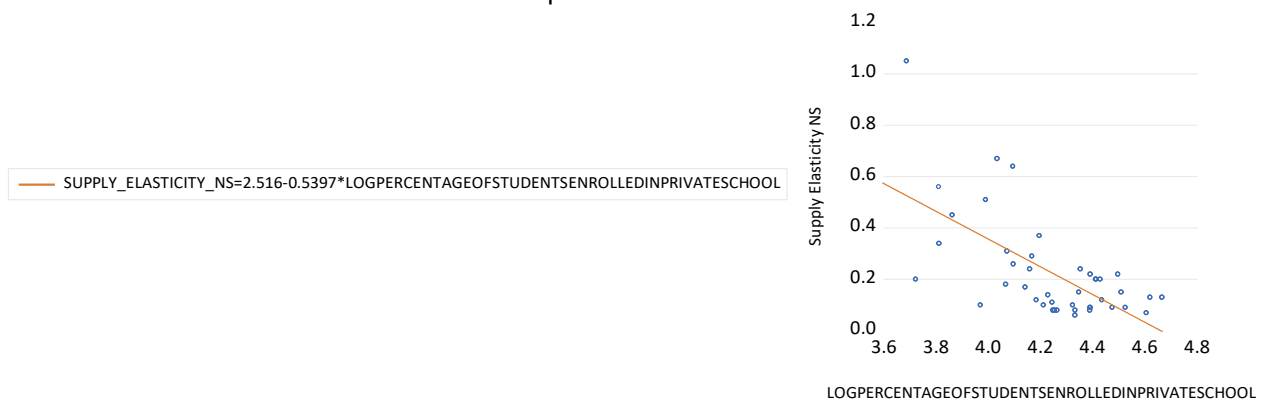 SUPPLY_ELASTICITY_NS=2.516-0.5397*LOGPERCENTAGEOFSTUDENTSENROLLEDINPRIVATESCHOOL
Supply Elasticity NS
1.2
1.0
0.8
0.6
0.4
0.2
0.0
3.6 3.8 4.0 4.2 4.4 4.6 4.8
LOGPERCENTAGEOFSTUDENTSENROLLEDINPRIVATESCHOOL